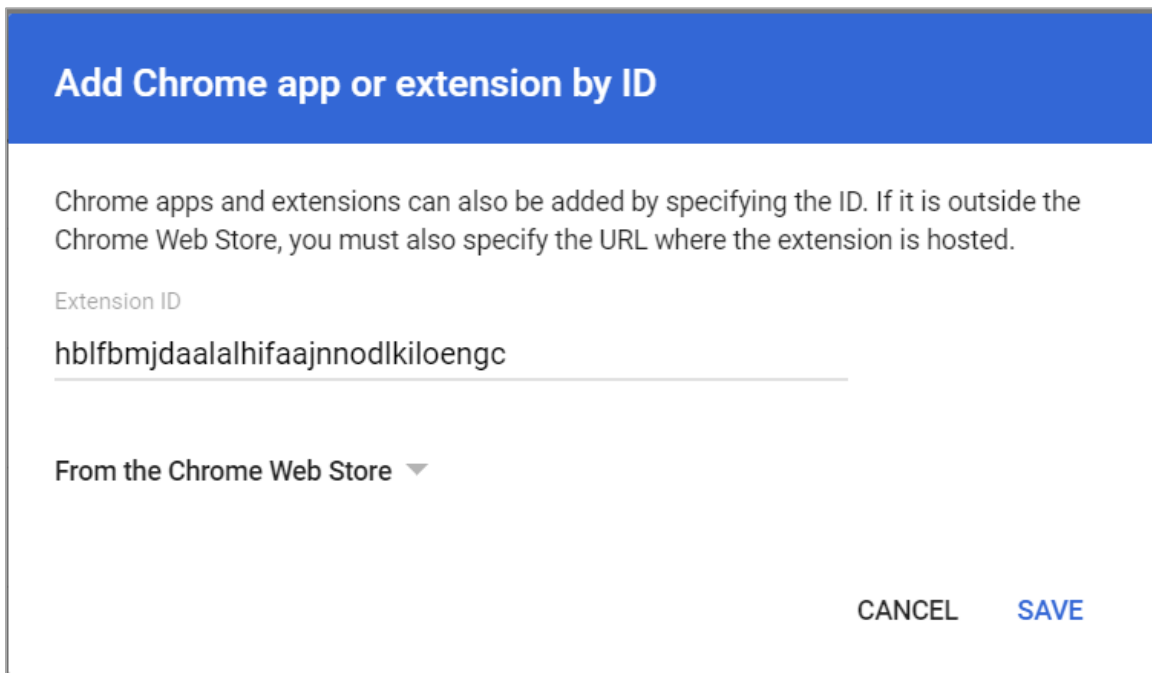 Add Chrome app or extension by ID
Chrome apps and extensions can also be added by specifying the ID. If it is outside the
Chrome Web Store, you must also specify the URL where the extension is hosted.
Extension ID
hblfbmjdaalalhifaajnnodlkiloengc
From the Chrome Web Store
CANCEL SAVE